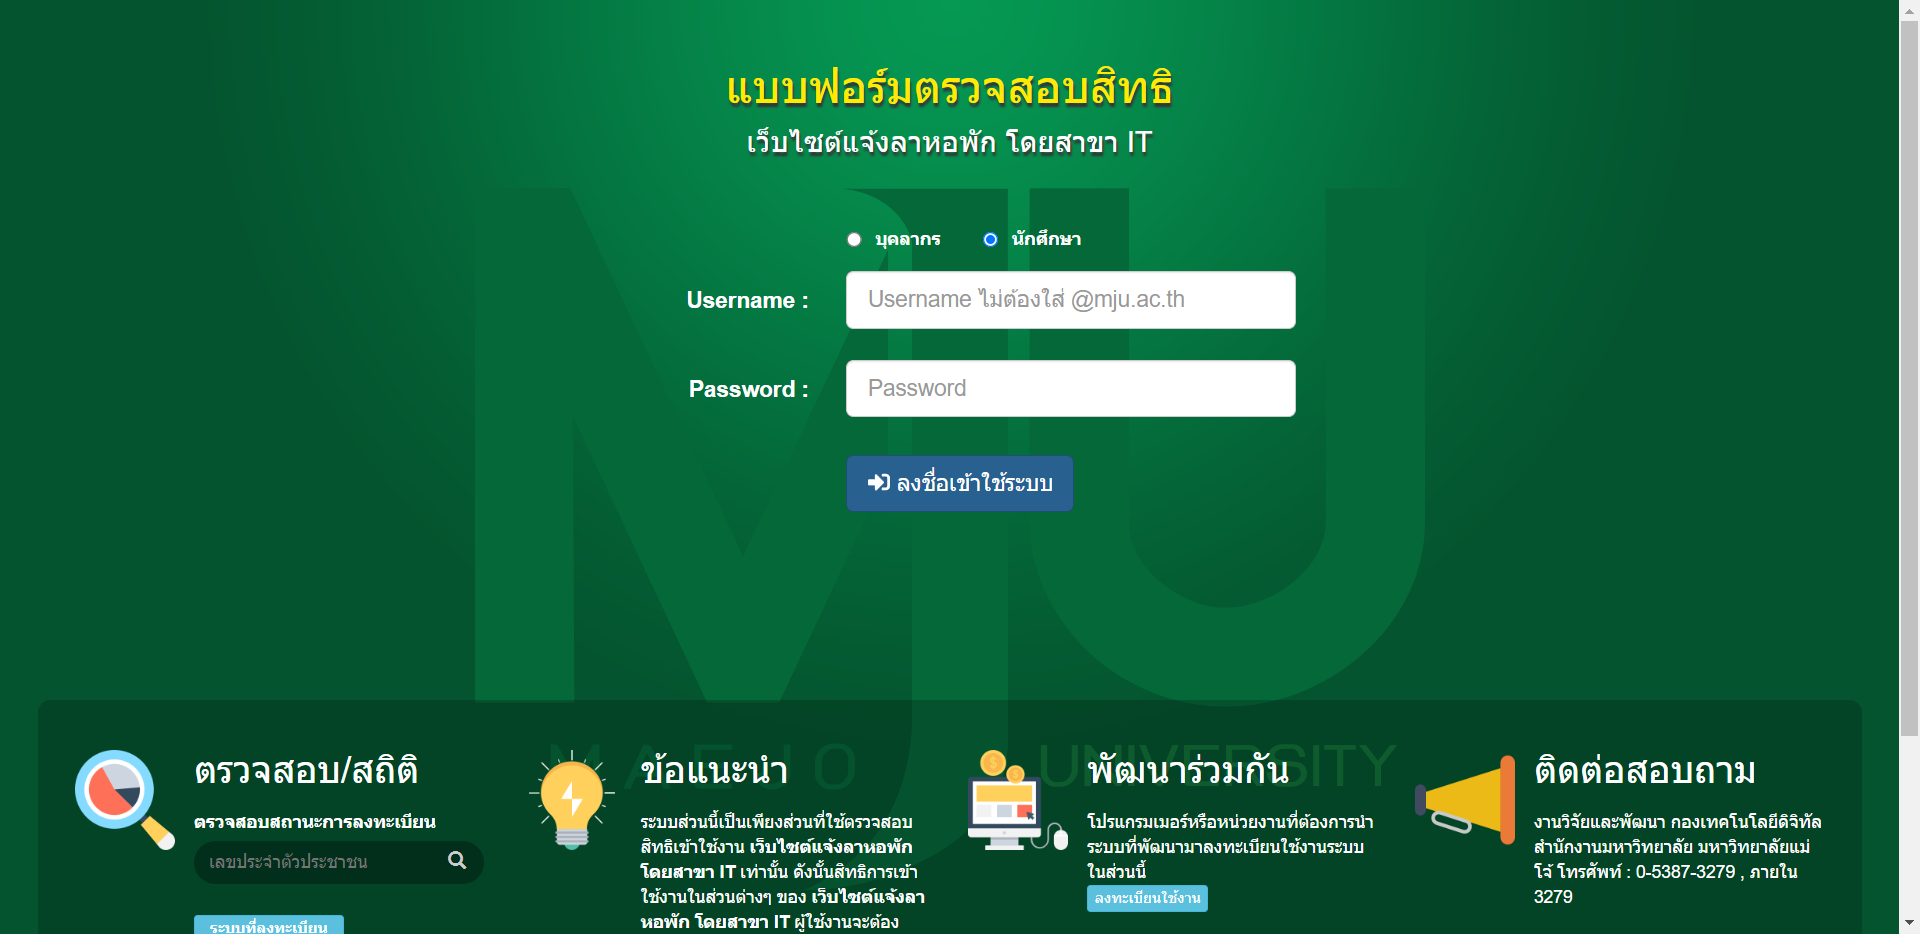 แบบฟอร์มตรวจสอบสิทธิ
เว็บไซต์แจ้งลาหอพัก โดยสาขา IT
บุคลากร
นักศึกษา
Username :
Username ไม่ต้องใส่ @mju.ac.th
Password :
Password
ลงชื่อเข้าใช้ระบบ
MJU
MAEJO UNIVERSITY
ตรวจสอบ/สถิติ
ตรวจสอบสถานะการลงทะเบียน
เลขประจำตัวประชาชน
ระบบที่ลงทะเบียน
ข้อแนะนำ
ระบบส่วนนี้เป็นเพียงส่วนที่ใช้ตรวจสอบ
สิทธิเข้าใช้งาน เว็บไซต์แจ้งลาหอพัก
โดยสาขา IT เท่านั้น ดังนั้นสิทธิการเข้า
ใช้งานในส่วนต่างๆ ของ เว็บไซต์แจ้งลา
หอพัก โดยสาขา IT ผู้ใช้งานจะต้อง
พัฒนาร่วมกัน
โปรแกรมเมอร์หรือหน่วยงานที่ต้องการนำ
ระบบที่พัฒนามาลงทะเบียนใช้งานระบบ
ในส่วนนี้
ลงทะเบียนใช้งาน
ติดต่อสอบถาม
งานวิจัยและพัฒนา กองเทคโนโลยีดิจิทัล
สำนักงานมหาวิทยาลัย มหาวิทยาลัยแม่
โจ้ โทรศัพท์ : 0-5387-3279 , ภายใน
3279